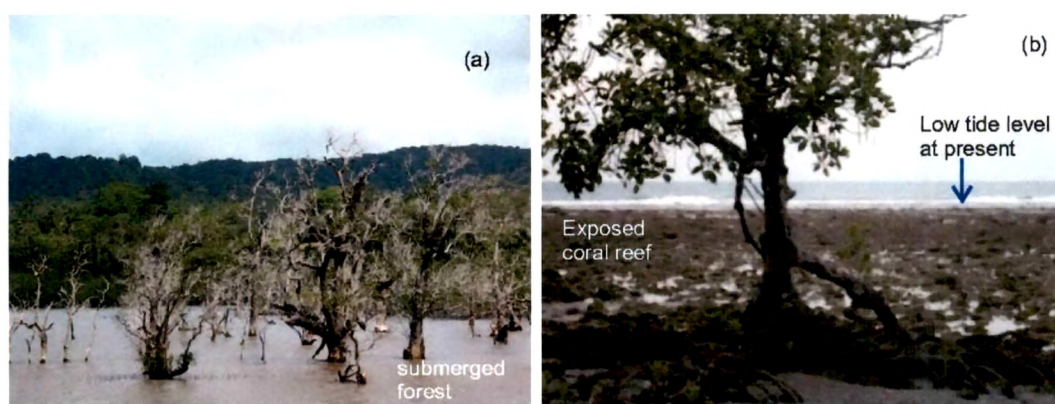 (a)
submerged
forest
(b)
Low tide level
at present
Exposed
coral reef